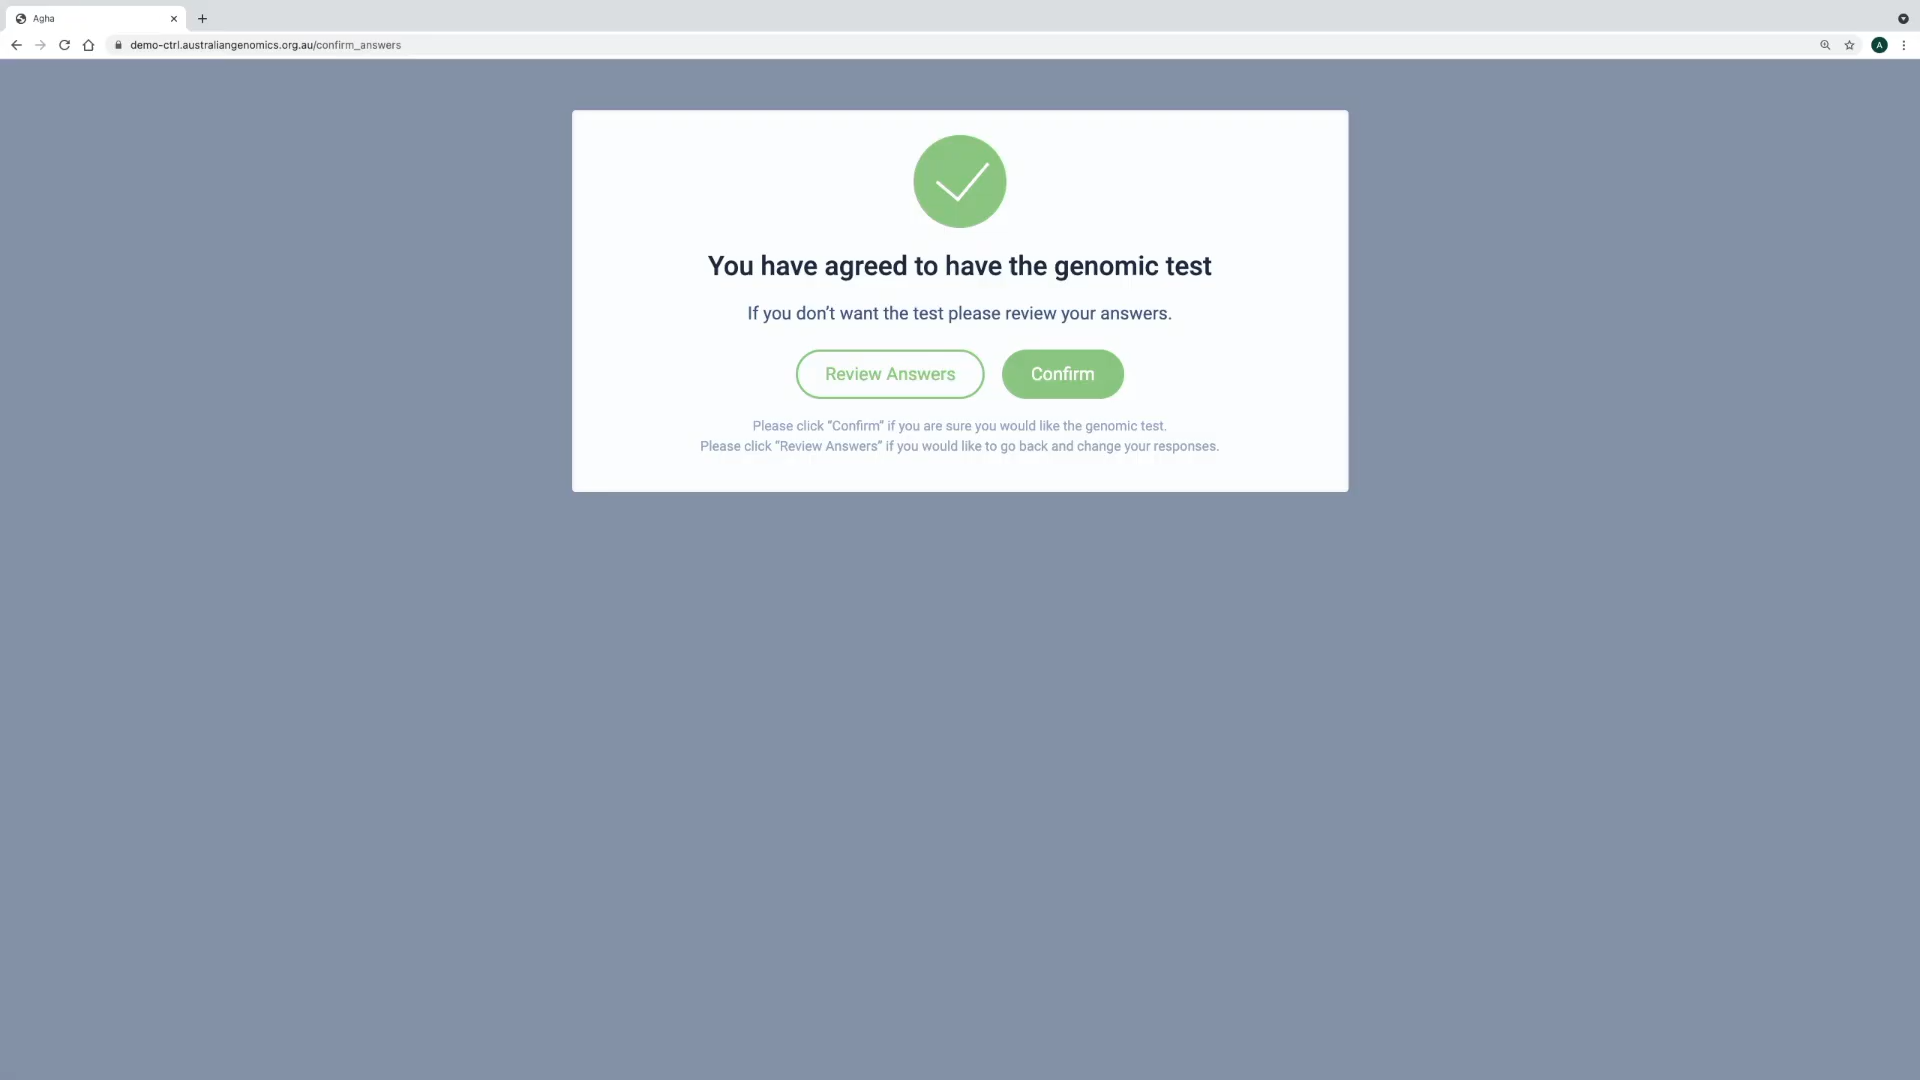 Agha
demo-ctrl.australiangenomics.org.au/confirm_answers
A
You have agreed to have the genomic test
If you don’t want the test please review your answers.
Review Answers
Confirm
Please click “Confirm” if you are sure you would like the genomic test.
Please click “Review Answers” if you would like to go back and change your responses.